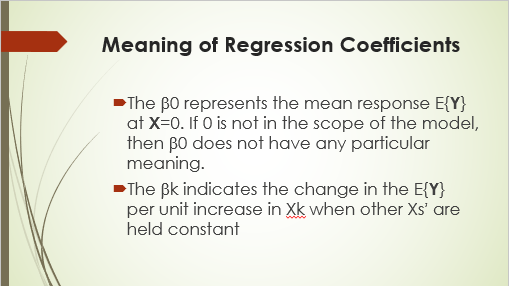 Meaning of Regression Coefficients
The β0 represents the mean response E{Y}
at X=0. If 0 is not in the scope of the model,
then β0 does not have any particular
meaning.
The βk indicates the change in the E{Y}
per unit increase in Xk when other Xs' are
held constant